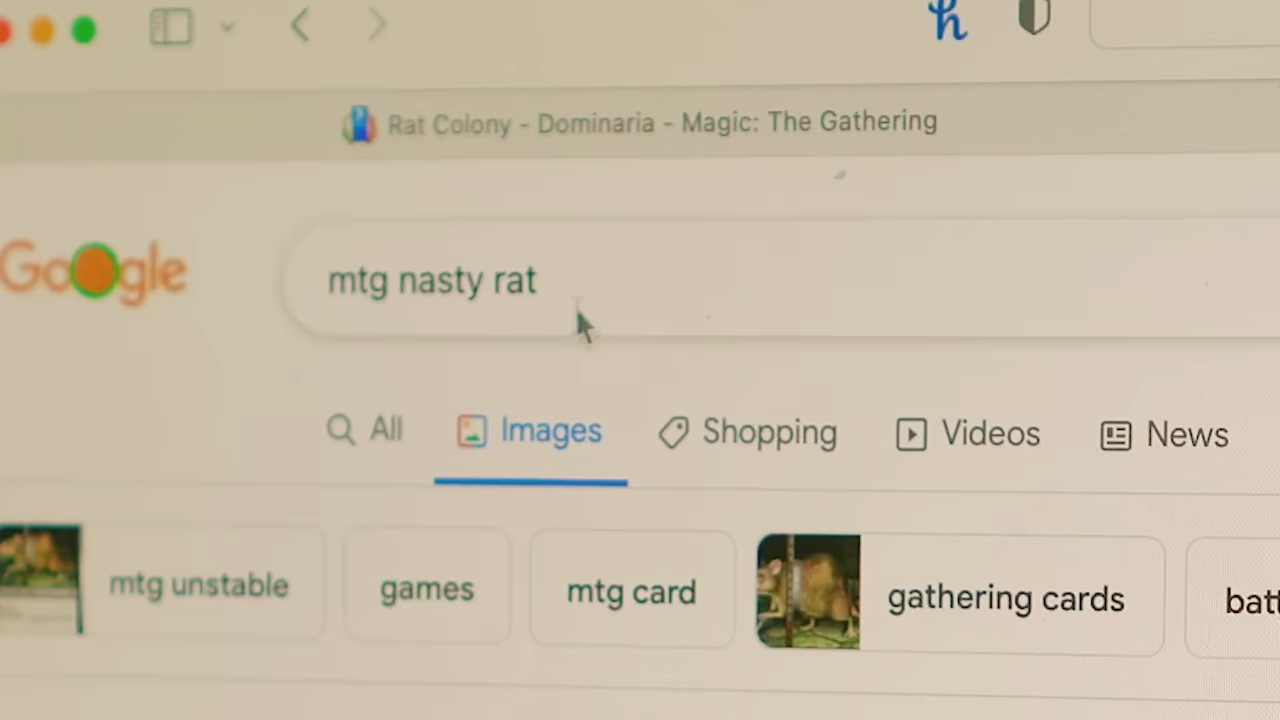 Rat Colony - Dominaria - Magic: The Gathering
Google
mtg nasty rat
All Images Shopping Videos News
mtg unstable games mtg card gathering cards